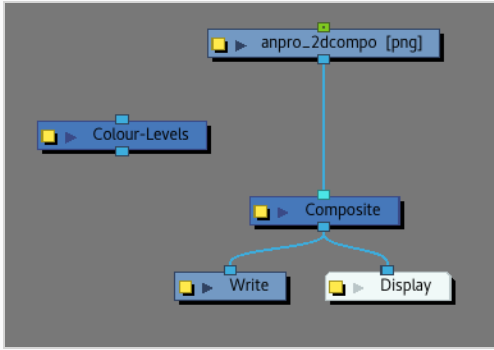 anpro_2dcompo [png]
Colour-Levels
Composite
Write
Display